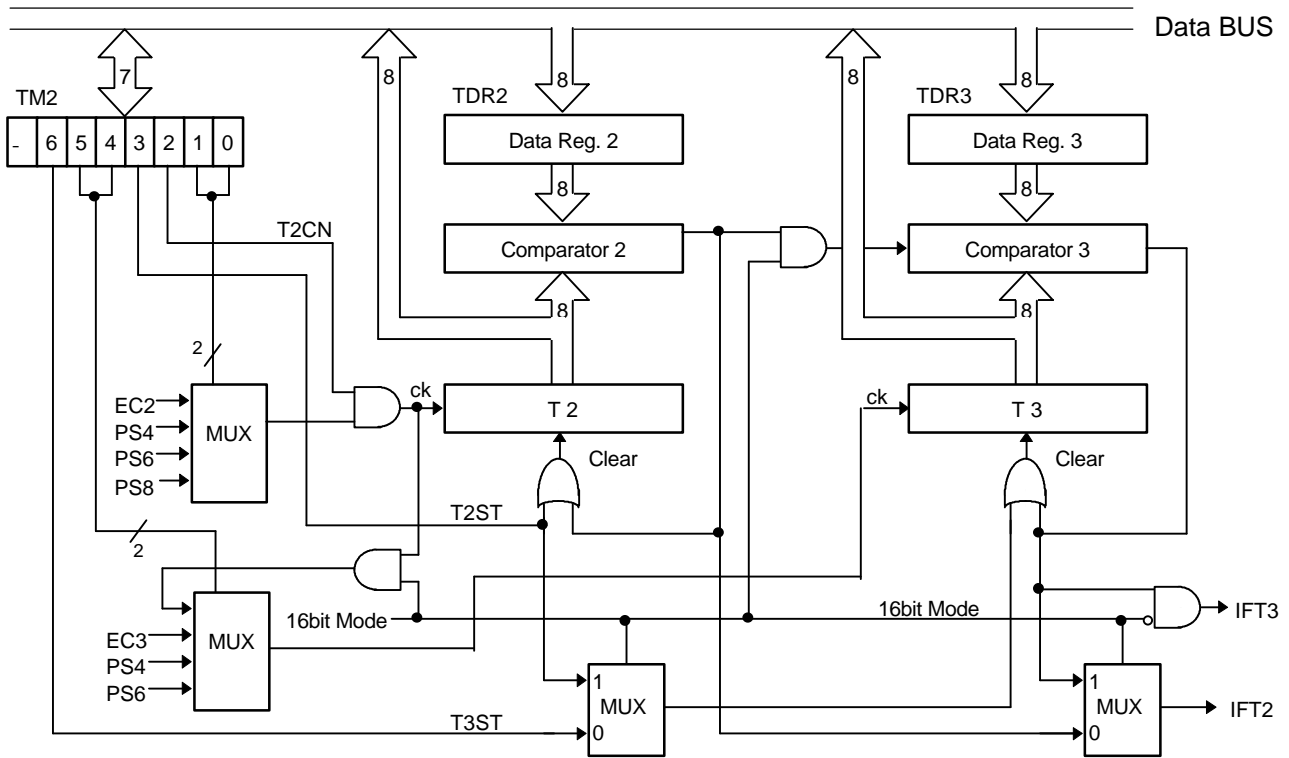 Data BUS
7
8
8
8
8
TM2
TDR2
TDR3
- 6 5 4 3 2 1 0
Data Reg. 2
Data Reg. 3
8
8
T2CN
Comparator 2
Comparator 3
8
8
2
EC2
PS4
PS6
PS8
MUX
ck
T 2
ck
T 3
Clear
Clear
T2ST
2
16bit Mode
16bit Mode
IFT3
EC3
PS4
PS6
MUX
1
MUX
0
1
MUX
0
IFT2
T3ST